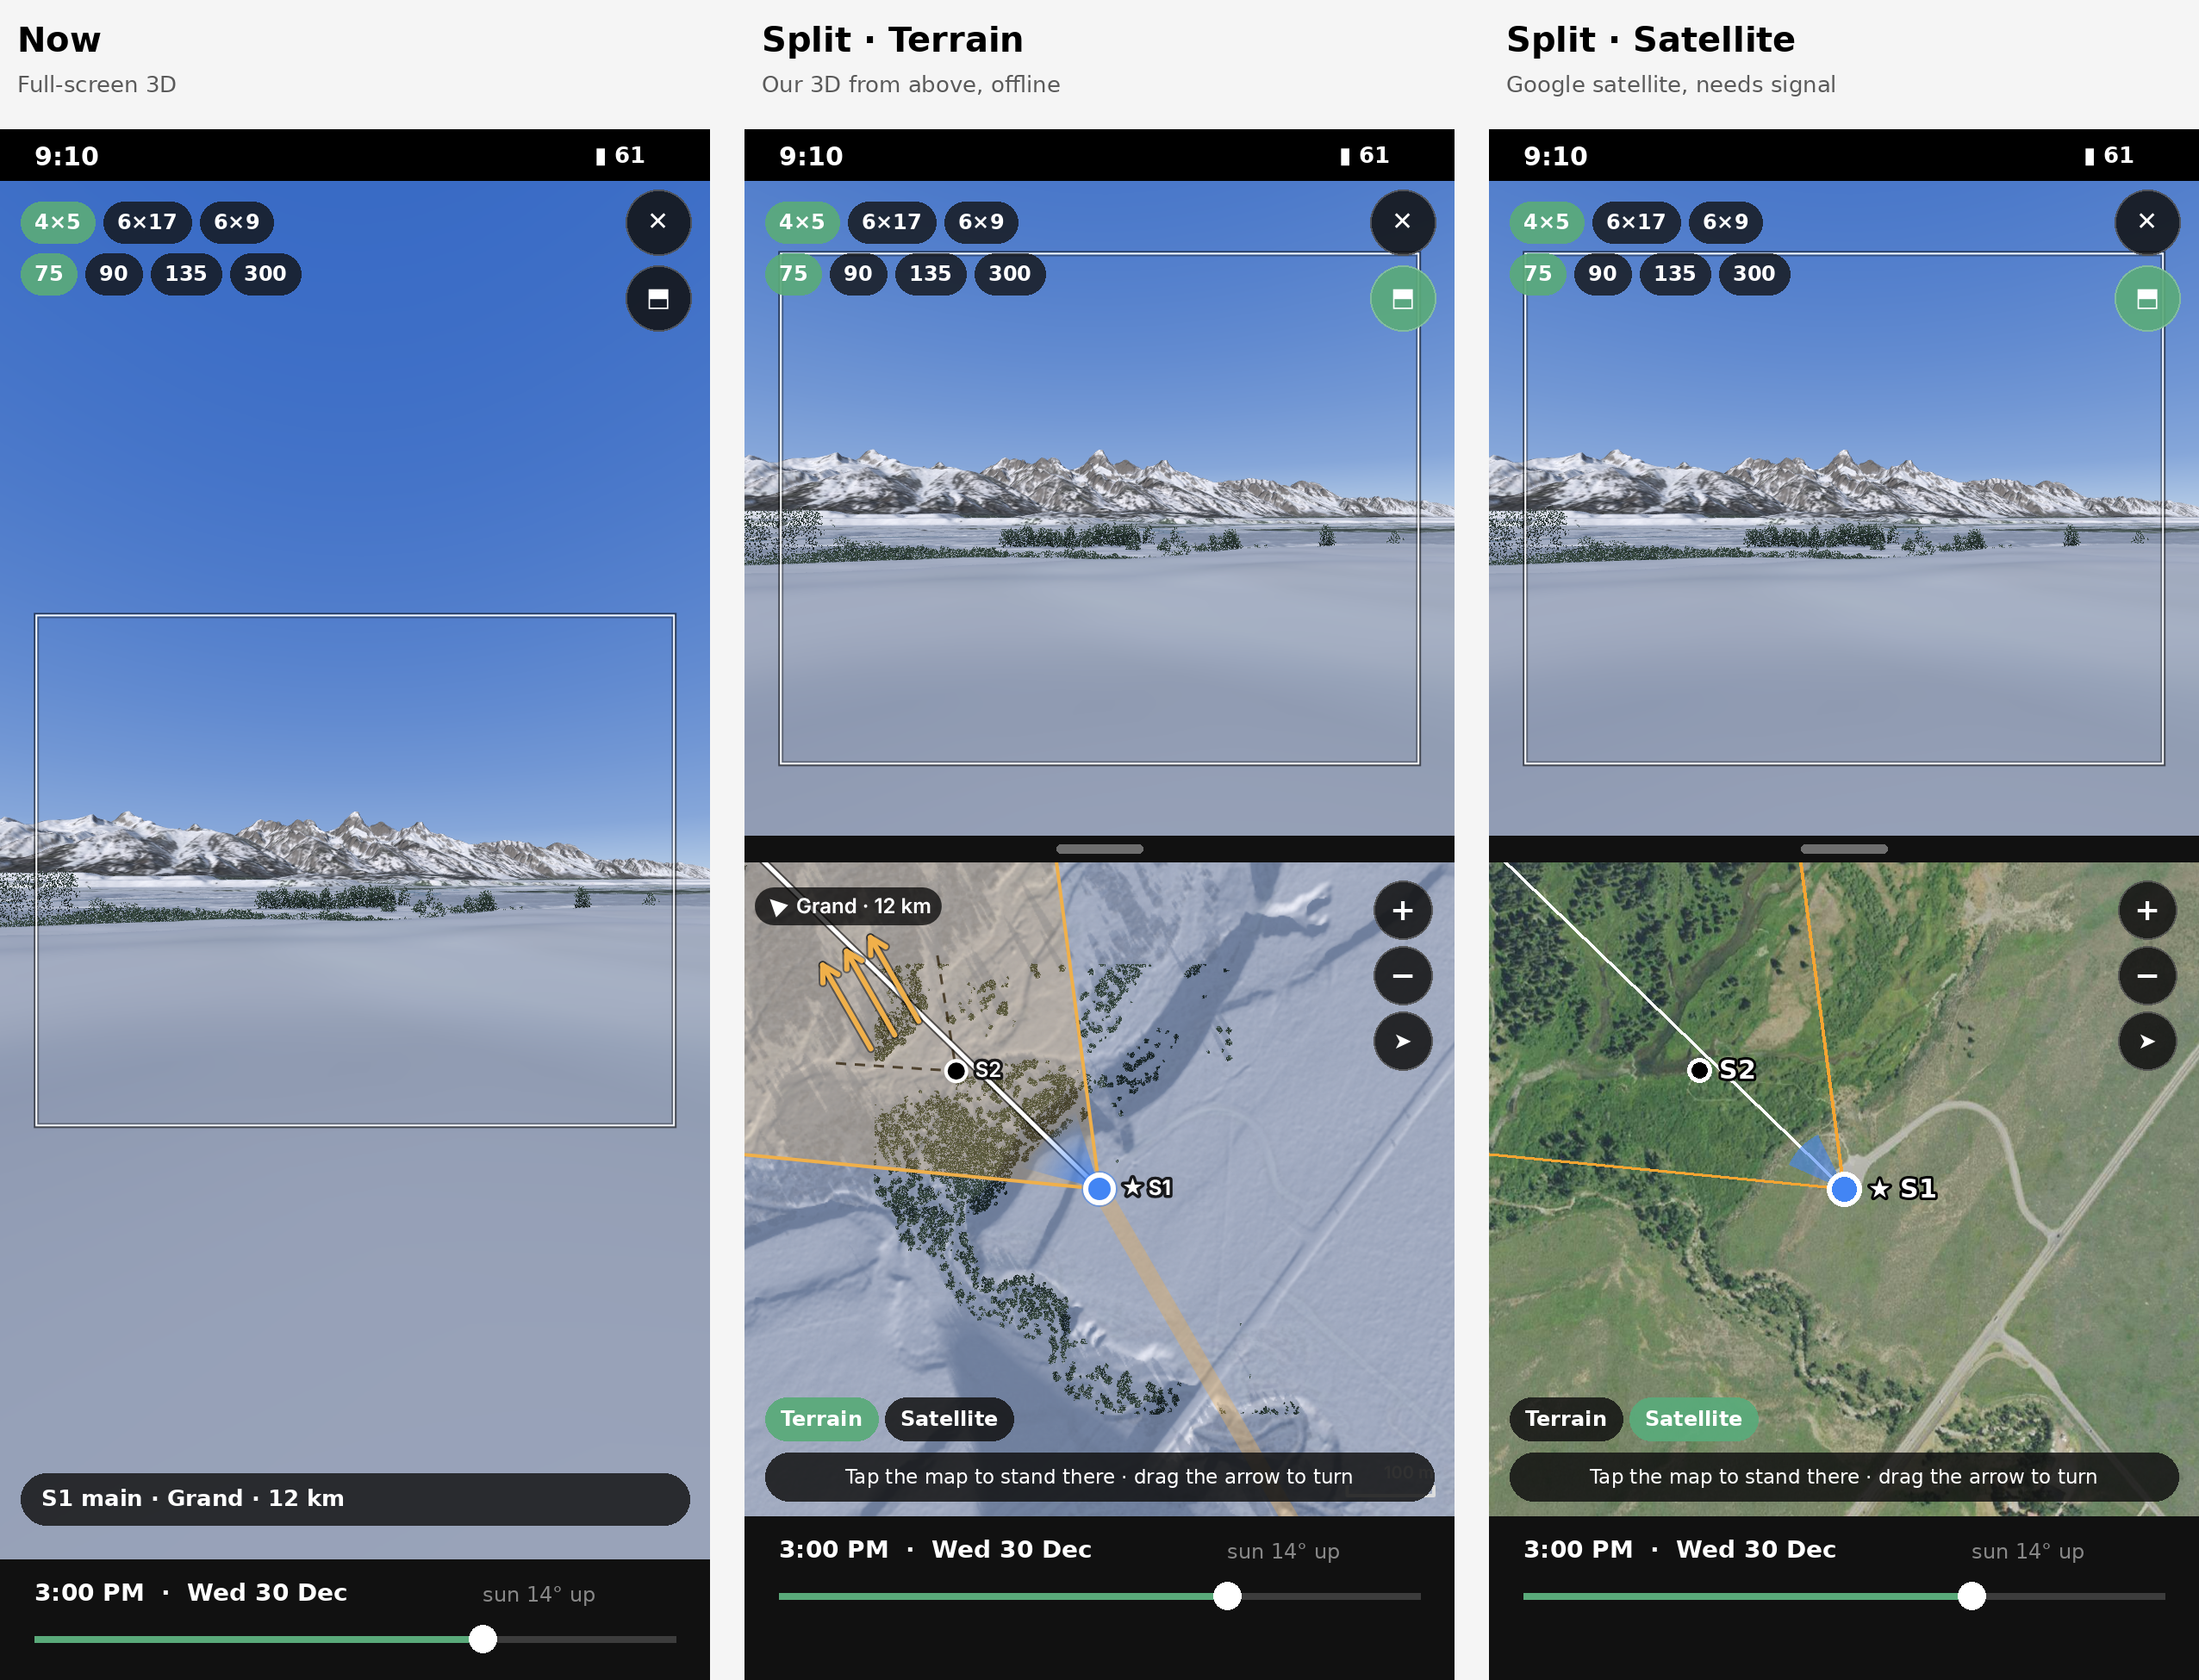 Now
Full-screen 3D
9:10
61
4×5 6×17 6×9
75 90 135 300
S1 main · Grand · 12 km
3:00 PM · Wed 30 Dec
sun 14° up
Split · Terrain
Our 3D from above, offline
9:10
61
4×5 6×17 6×9
75 90 135 300
Grand · 12 km
S2
S1
Terrain Satellite
Tap the map to stand there · drag the arrow to turn
3:00 PM · Wed 30 Dec
sun 14° up
Split · Satellite
Google satellite, needs signal
9:10
61
4×5 6×17 6×9
75 90 135 300
S2
S1
Terrain Satellite
Tap the map to stand there · drag the arrow to turn
3:00 PM · Wed 30 Dec
sun 14° up